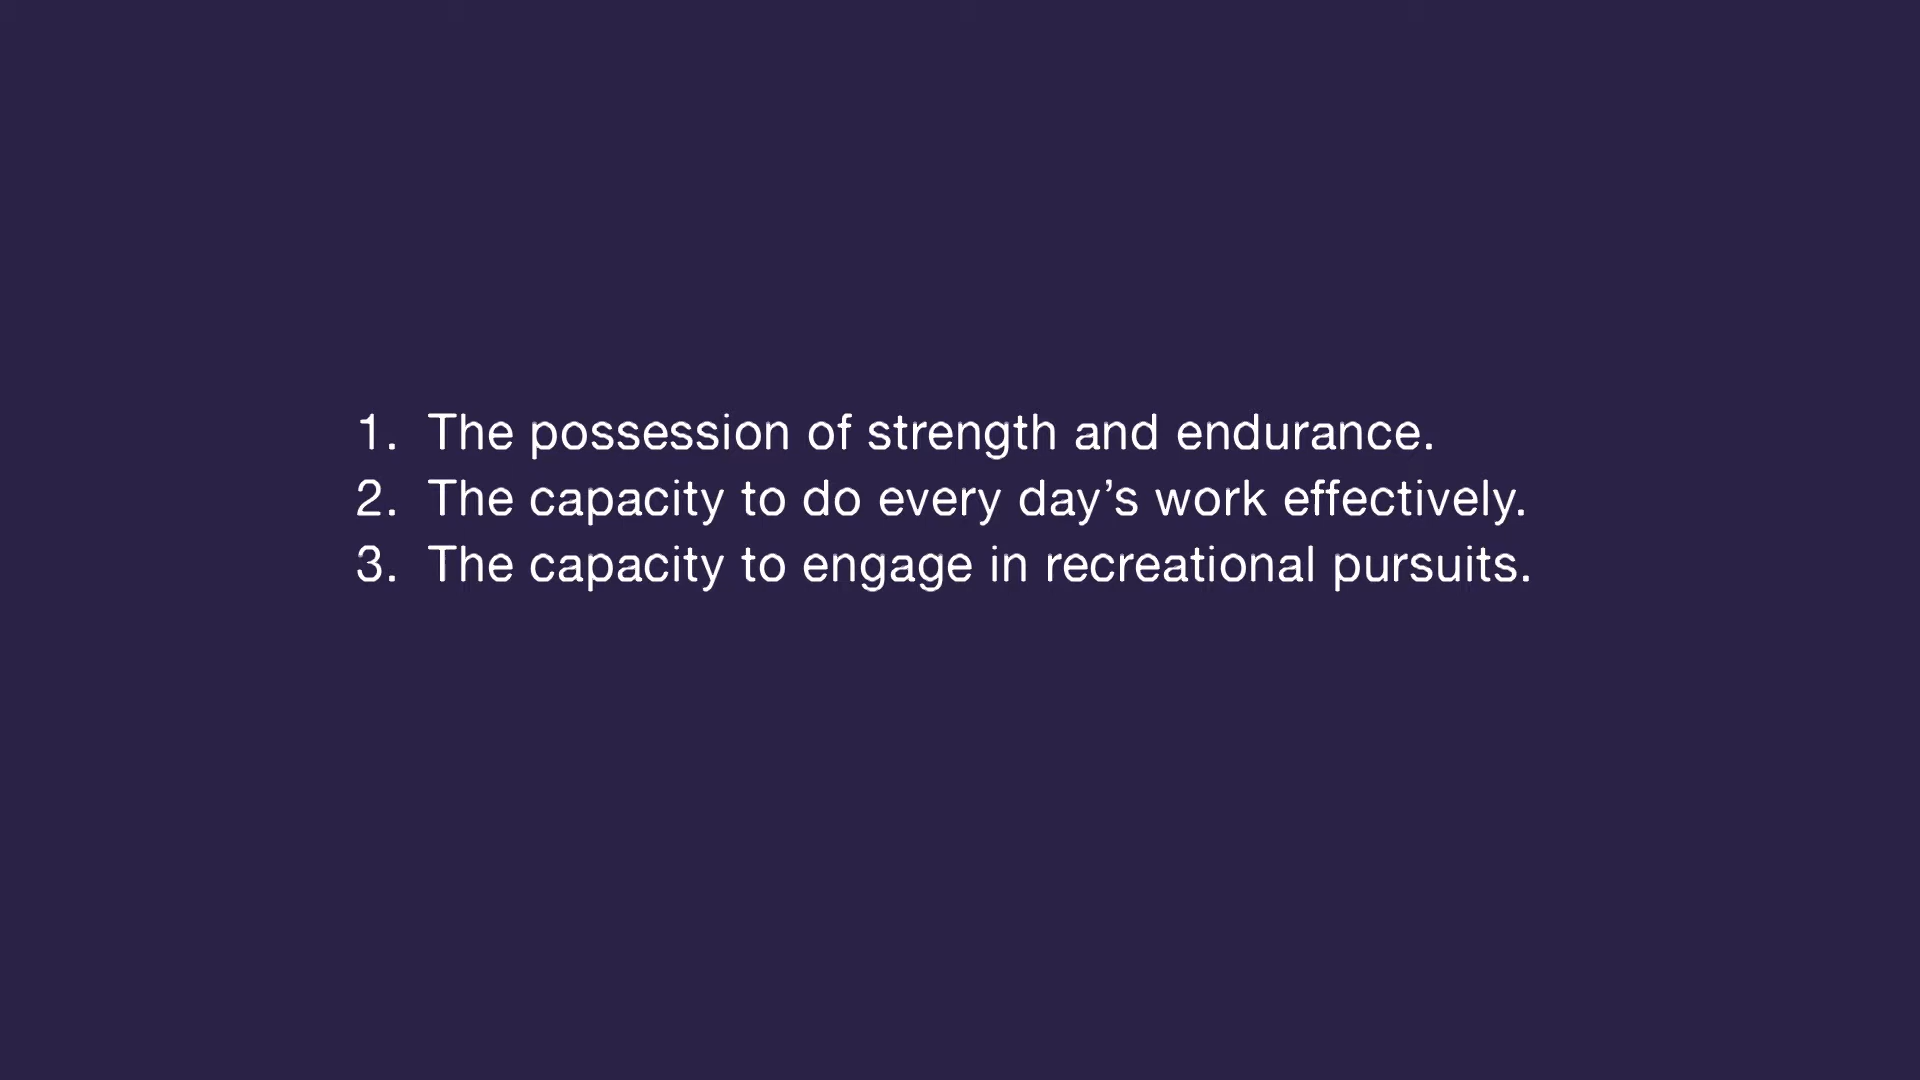 1. The possession of strength and endurance.
2. The capacity to do every day’s work effectively.
3. The capacity to engage in recreational pursuits.